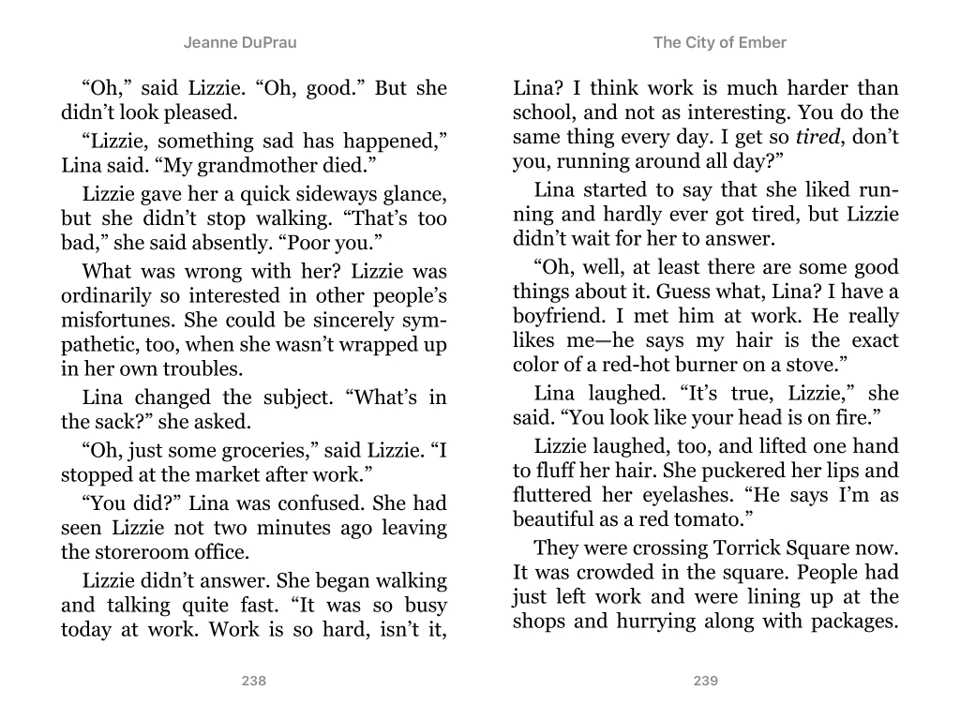 Jeanne DuPrau
“Oh,” said Lizzie. “Oh, good.” But she
didn’t look pleased.
“Lizzie, something sad has happened,”
Lina said. “My grandmother died.”
Lizzie gave her a quick sideways glance,
but she didn’t stop walking. “That’s too
bad,” she said absently. “Poor you.”
What was wrong with her? Lizzie was
ordinarily so interested in other people’s
misfortunes. She could be sincerely sym-
pathetic, too, when she wasn’t wrapped up
in her own troubles.
Lina changed the subject. “What’s in
the sack?” she asked.
“Oh, just some groceries,” said Lizzie. “I
stopped at the market after work.”
“You did?” Lina was confused. She had
seen Lizzie not two minutes ago leaving
the storeroom office.
Lizzie didn’t answer. She began walking
and talking quite fast. “It was so busy
today at work. Work is so hard, isn’t it,
238
The City of Ember
Lina? I think work is much harder than
school, and not as interesting. You do the
same thing every day. I get so tired, don’t
you, running around all day?”
Lina started to say that she liked run-
ning and hardly ever got tired, but Lizzie
didn’t wait for her to answer.
“Oh, well, at least there are some good
things about it. Guess what, Lina? I have a
boyfriend. I met him at work. He really
likes me—he says my hair is the exact
color of a red-hot burner on a stove.”
Lina laughed. “It’s true, Lizzie,” she
said. “You look like your head is on fire.”
Lizzie laughed, too, and lifted one hand
to fluff her hair. She puckered her lips and
fluttered her eyelashes. “He says I’m as
beautiful as a red tomato.”
They were crossing Torrick Square now.
It was crowded in the square. People had
just left work and were lining up at the
shops and hurrying along with packages.
239